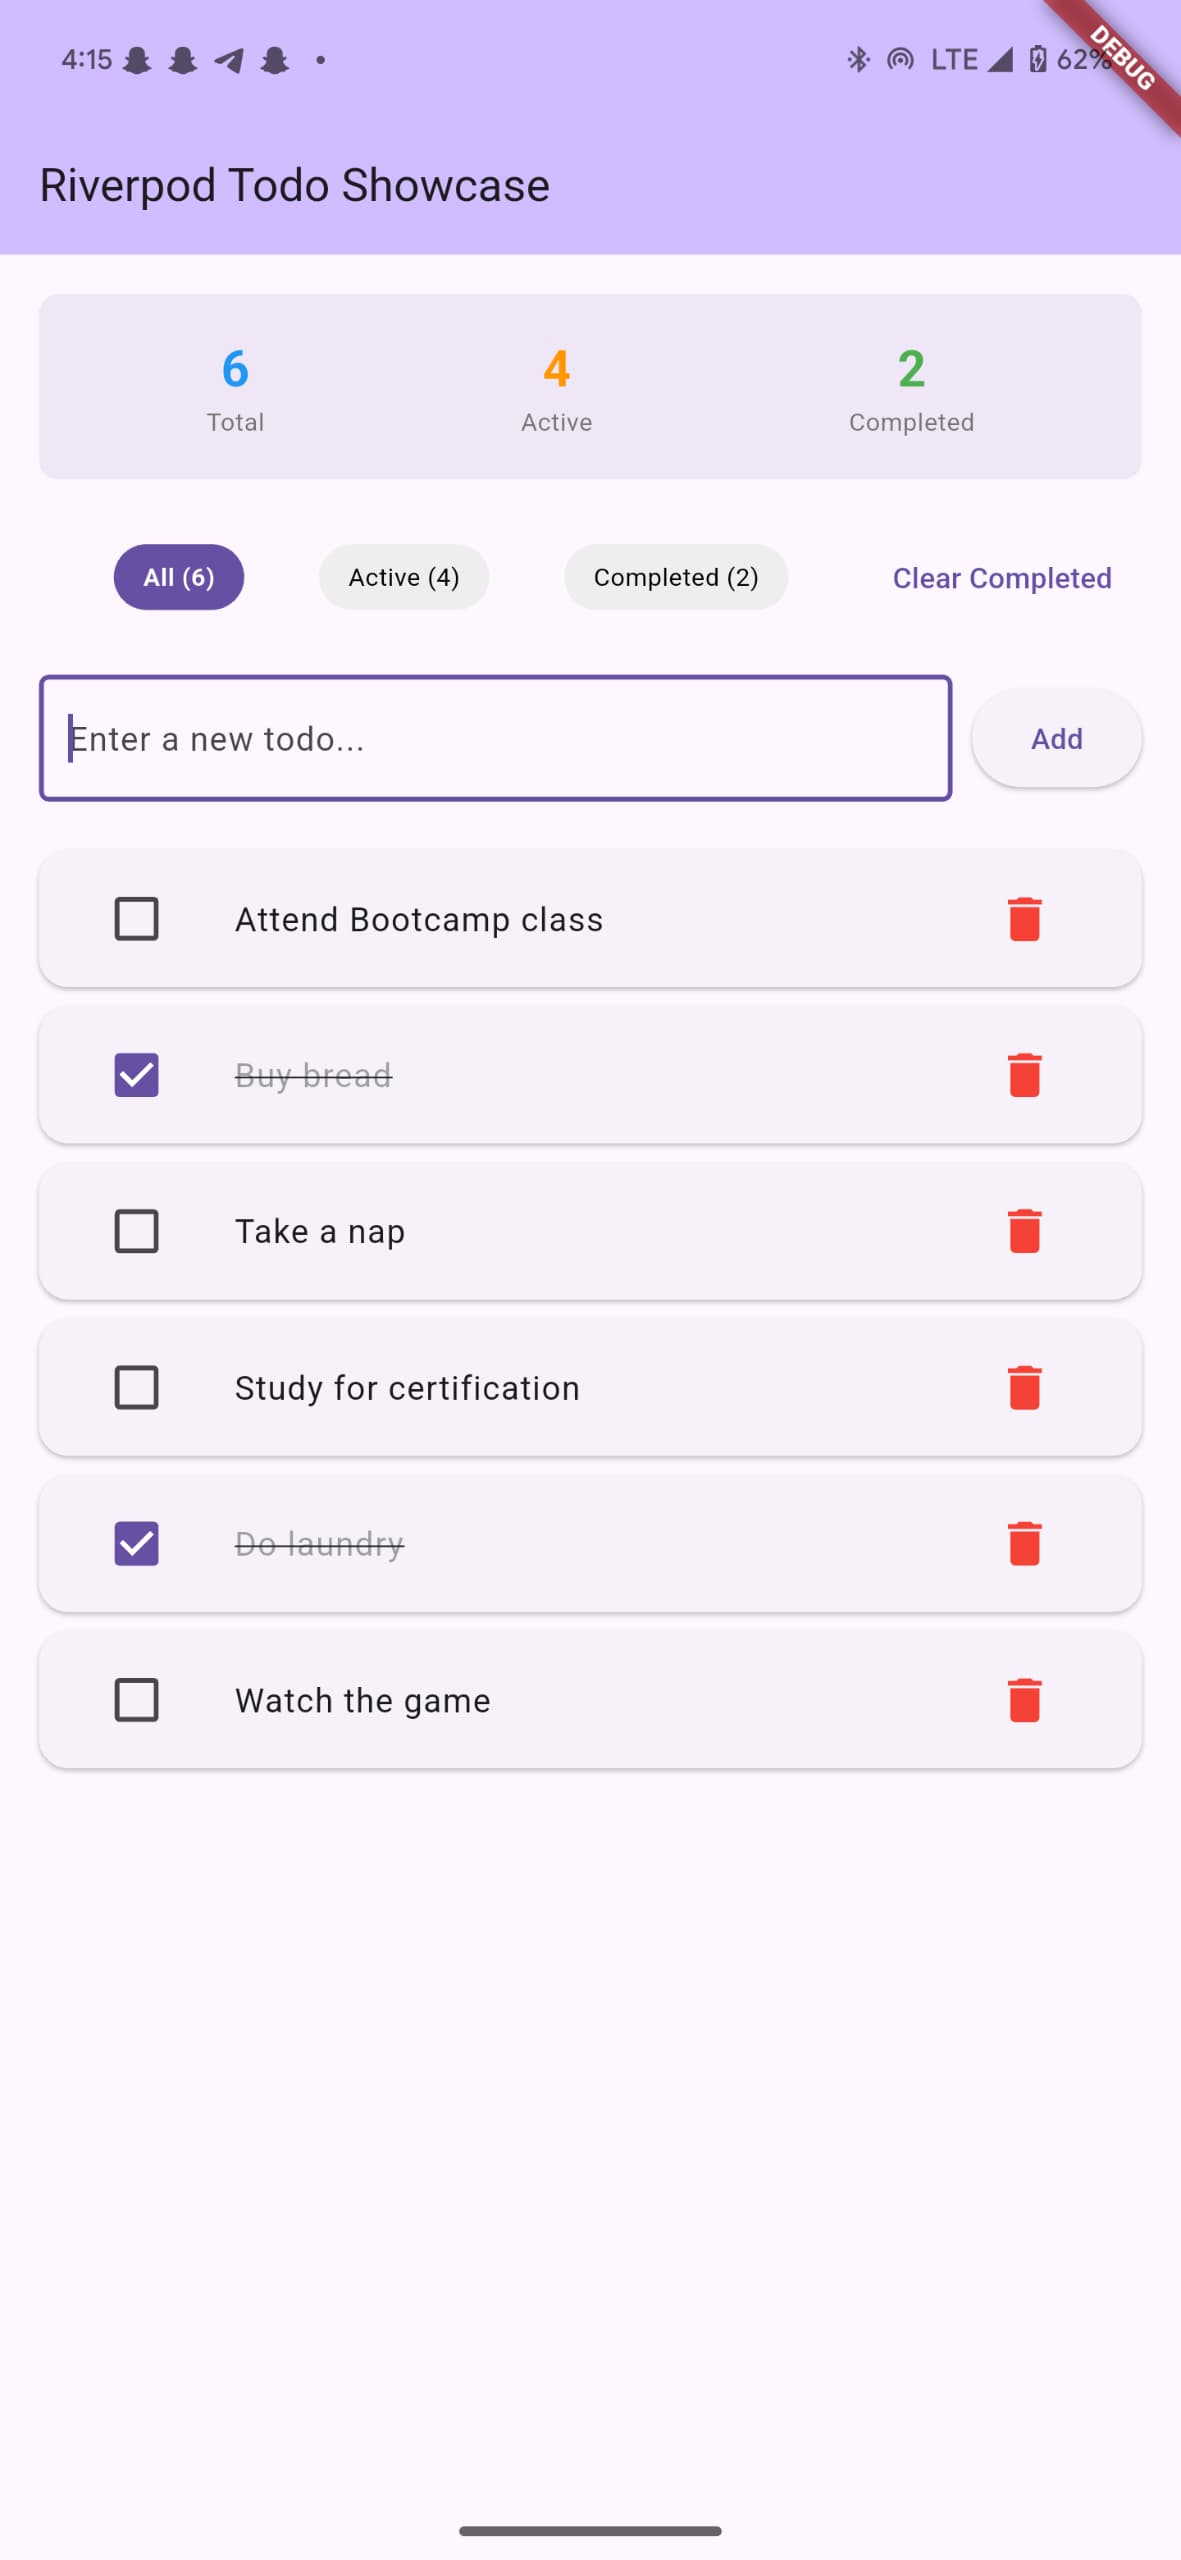 4:15 LTE 62%
DEBUG
Riverpod Todo Showcase
6 4 2
Total Active Completed
All (6) Active (4) Completed (2) Clear Completed
Enter a new todo... Add
Attend Bootcamp class
Buy bread
Take a nap
Study for certification
Do laundry
Watch the game